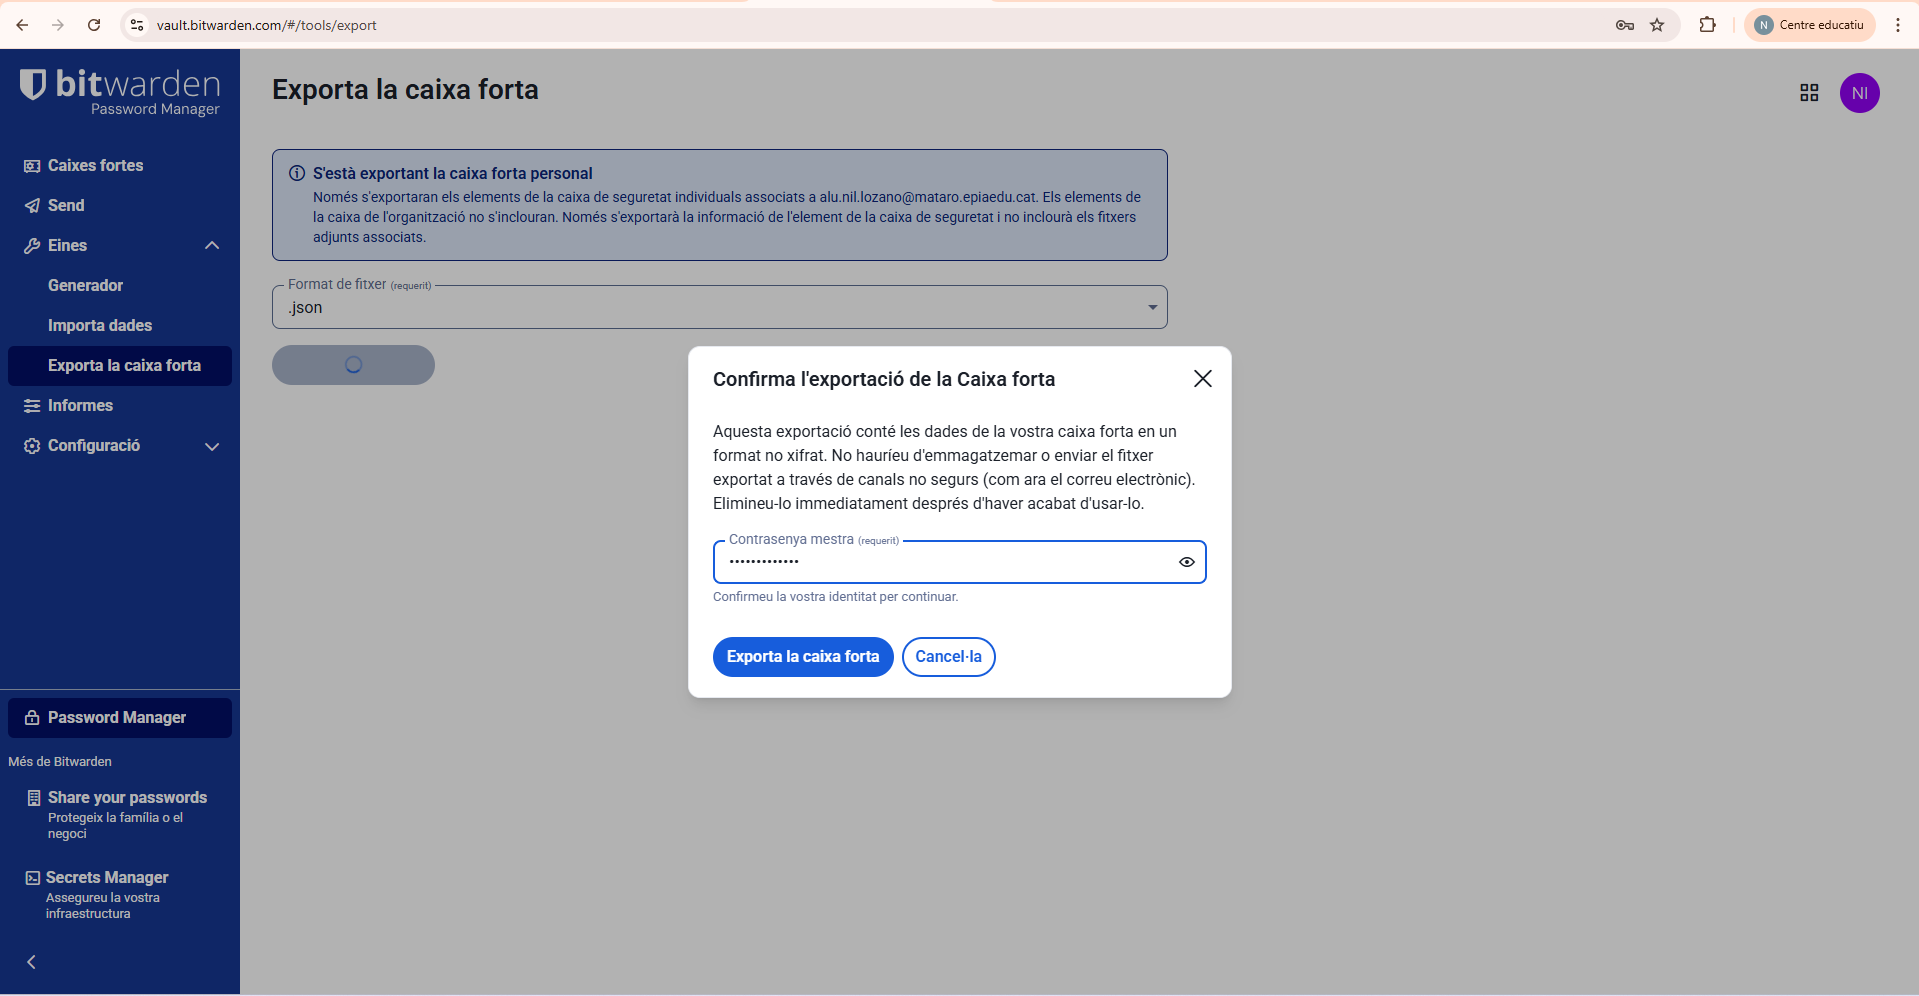 vault.bitwarden.com/#/tools/export
N Centre educatiu
bitwarden
Password Manager
Caixes fortes
Send
Eines
Generador
Importa dades
Exporta la caixa forta
Informes
Configuració
Password Manager
Més de Bitwarden
Share your passwords
Protegeix la família o el
negoci
Secrets Manager
Assegureu la vostra
infraestructura
Exporta la caixa forta
NI
S'està exportant la caixa forta personal
Només s'exportaran els elements de la caixa de seguretat individuals associats a alu.nil.lozano@mataro.epiaedu.cat. Els elements de
la caixa de l'organització no s'inclouran. Només s'exportarà la informació de l'element de la caixa de seguretat i no inclourà els fitxers
adjunts associats.
Format de fitxer (requerit)
.json
Confirma l'exportació de la Caixa forta
Aquesta exportació conté les dades de la vostra caixa forta en un
format no xifrat. No hauríeu d'emmagatzemar o enviar el fitxer
exportat a través de canals no segurs (com ara el correu electrònic).
Elimineu-lo immediatament després d'haver acabat d'usar-lo.
Contrasenya mestra (requerit)
•••••••••••••
Confirmeu la vostra identitat per continuar.
Exporta la caixa forta
Cancel·la